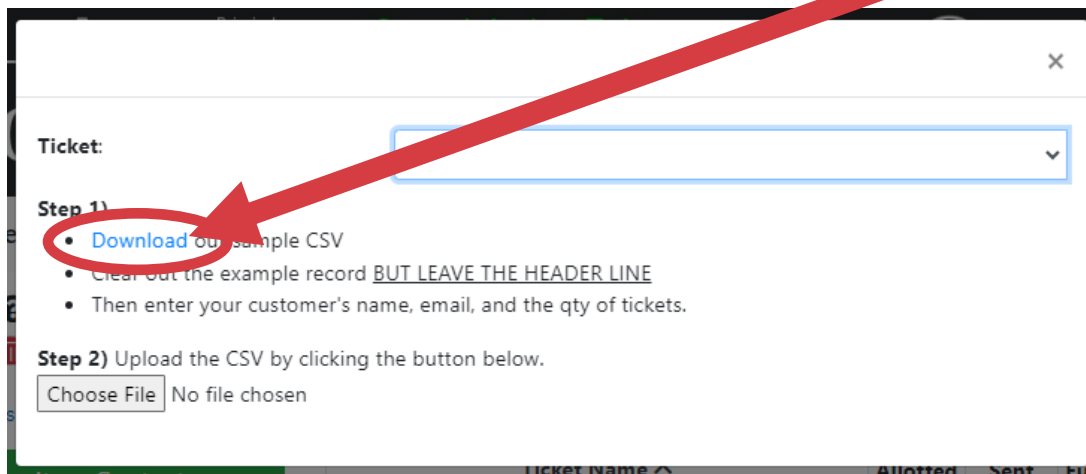 ×
Ticket:
Step 1)
• Download our sample CSV
• Clear out the example record BUT LEAVE THE HEADER LINE
• Then enter your customer's name, email, and the qty of tickets.
Step 2) Upload the CSV by clicking the button below.
Choose File No file chosen
Ticket Name Allotted Sent